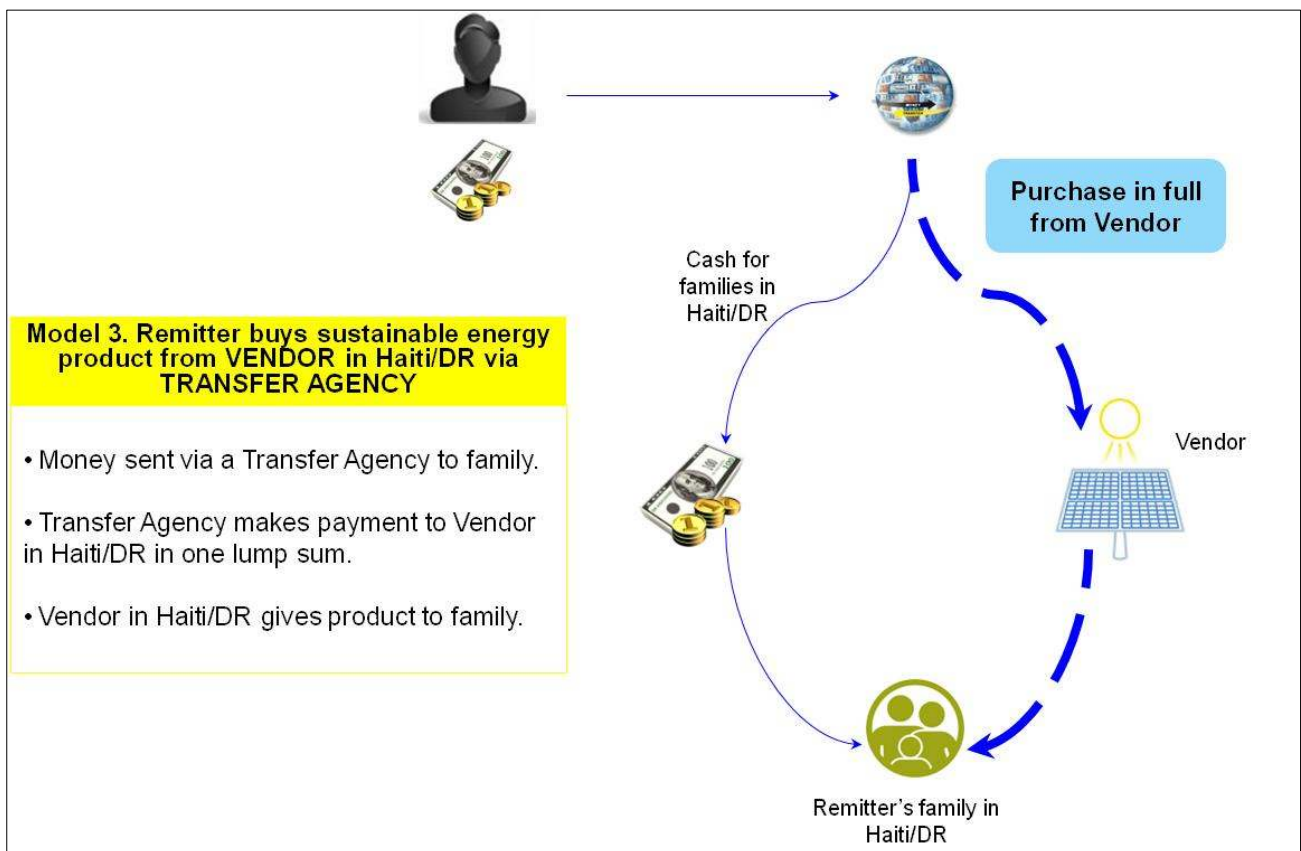 Purchase in full
from Vendor
Cash for
families in
Haiti/DR
Model 3. Remitter buys sustainable energy
product from VENDOR in Haiti/DR via
TRANSFER AGENCY
• Money sent via a Transfer Agency to family.
• Transfer Agency makes payment to Vendor
in Haiti/DR in one lump sum.
• Vendor in Haiti/DR gives product to family.
Vendor
Remitter’s family in
Haiti/DR